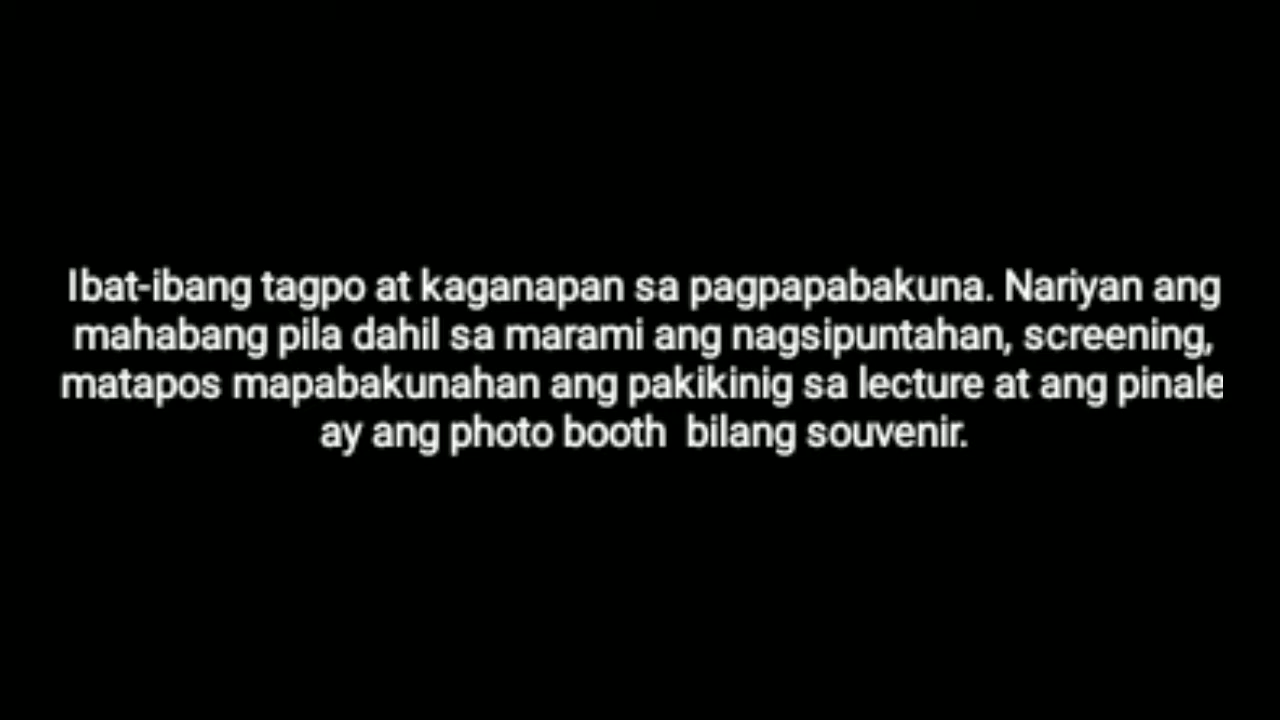 Ibat-ibang tagpo at kaganapan sa pagpapabakuna. Nariyan ang
mahabang pila dahil sa marami ang nagsipuntahan, screening,
matapos mapabakunahan ang pakikinig sa lecture at ang pinale
ay ang photo booth  bilang souvenir.